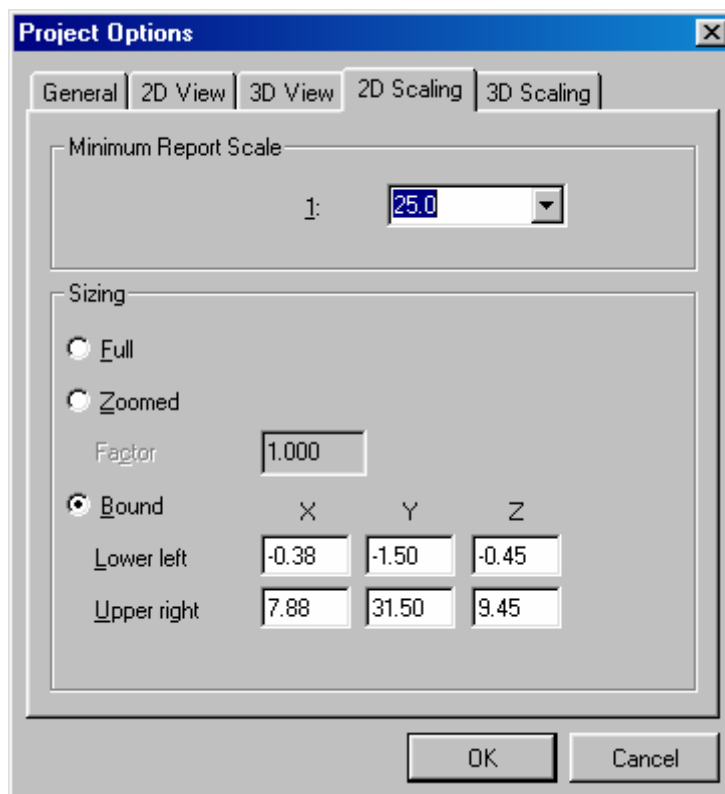 Project Options
General 2D View 3D View 2D Scaling 3D Scaling
Minimum Report Scale
1: 25.0
Sizing
Full
Zoomed
Factor 1.000
Bound X Y Z
Lower left -0.38 -1.50 -0.45
Upper right 7.88 31.50 9.45
OK Cancel